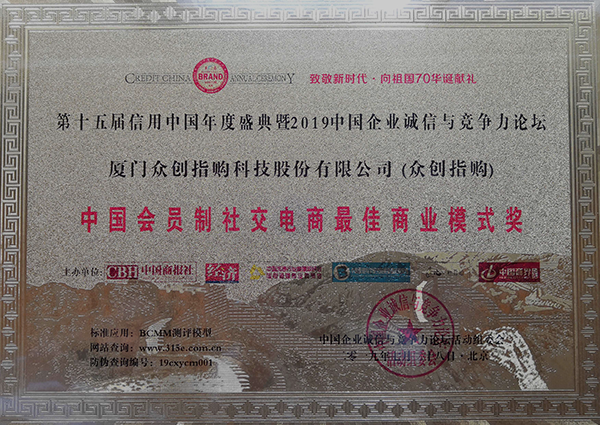 CREDIT CHINA BRAND ANNUAL CEREMONY 致敬新时代·向祖国70华诞献礼
第十五届信用中国年度盛典暨2019中国企业诚信与竞争力论坛
厦门众创指购科技股份有限公司(众创指购)
中国会员制社交电商最佳商业模式奖
主办单位: CBH 中国商报社 经济
标准应用: BCMM测评模型
网站查询: www.315e.com.cn
防伪查询编号: 19cxycm001
中国企业诚信与竞争力论坛活动组委会
二〇一九年 八日·北京